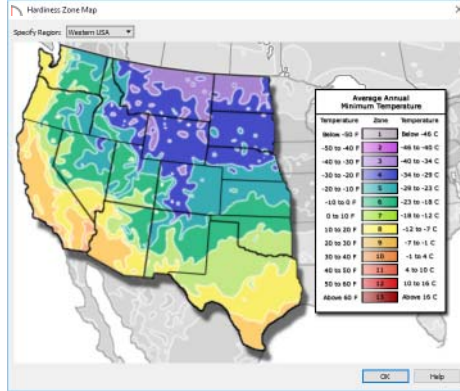 Hardiness Zone Map
Specify Region: Western USA
Average Annual
Minimum Temperature
Temperature Zone Temperature
Below -50 F 1 Below -46 C
-50 to -40 F 2 -46 to -40 C
-40 to -30 F 3 -40 to -34 C
-30 to -20 F 4 -34 to -29 C
-20 to -10 F 5 -29 to -23 C
-10 to 0 F 6 -23 to -18 C
0 to 10 F 7 -18 to -12 C
10 to 20 F 8 -12 to -7 C
20 to 30 F 9 -7 to -1 C
30 to 40 F 10 -1 to 4 C
40 to 50 F 11 4 to 10 C
50 to 60 F 12 10 to 16 C
Above 60 F 13 Above 16 C
OK Help